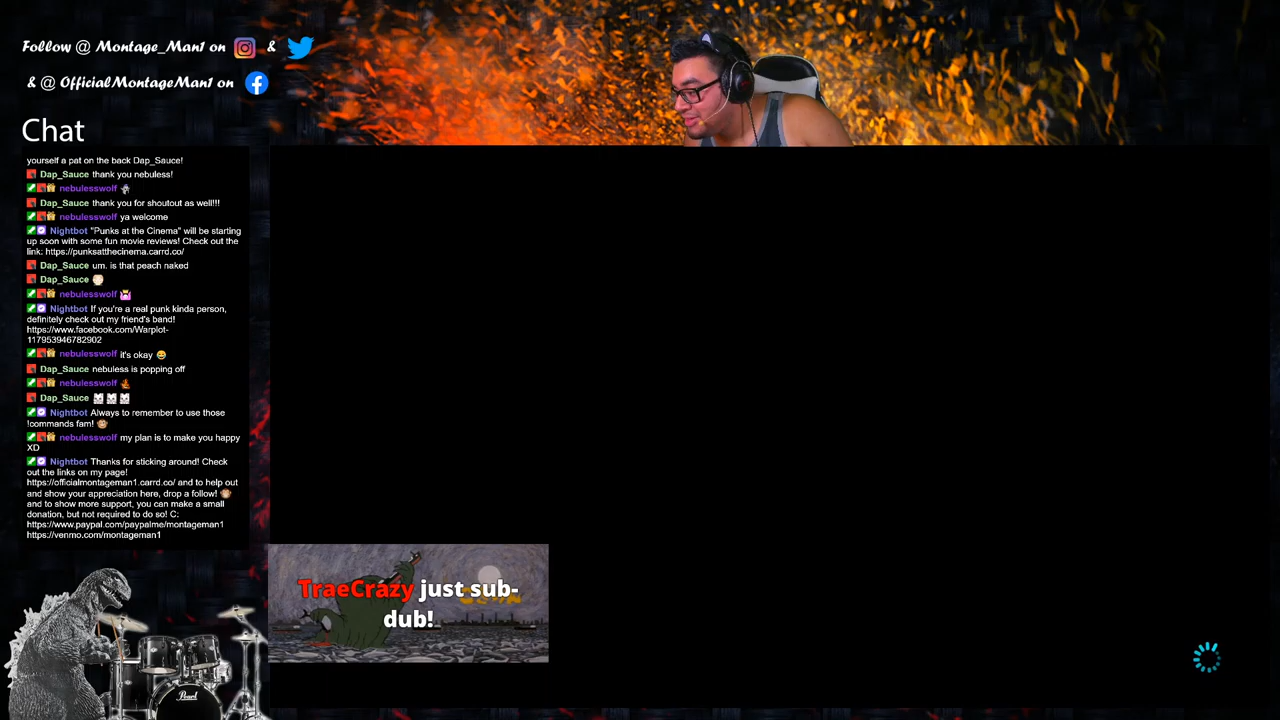 Follow @ Montage_Man1 on &
& @ OfficialMontageMan1 on
Chat
yourself a pat on the back Dap_Sauce!
Dap_Sauce thank you nebuless!
nebulesswolf
Dap_Sauce thank you for shoutout as well!!!
nebulesswolf ya welcome
Nightbot "Punks at the Cinema" will be starting
up soon with some fun movie reviews! Check out the
link: https://punksatthecinema.carrd.co/
Dap_Sauce um. is that peach naked
Dap_Sauce
nebulesswolf
Nightbot If you're a real punk kinda person,
definitely check out my friend's band!
https://www.facebook.com/Warplot-
117953946782902
nebulesswolf it's okay
Dap_Sauce nebuless is popping off
nebulesswolf
Dap_Sauce
Nightbot Always to remember to use those
!commands fam!
nebulesswolf my plan is to make you happy
XD
Nightbot Thanks for sticking around! Check
out the links on my page!
https://officialmontageman1.carrd.co/ and to help out
and show your appreciation here, drop a follow!
and to show more support, you can make a small
donation, but not required to do so! C:
https://www.paypal.com/paypalme/montageman1
https://venmo.com/montageman1
TraeCrazy just sub-
dub!
Pearl